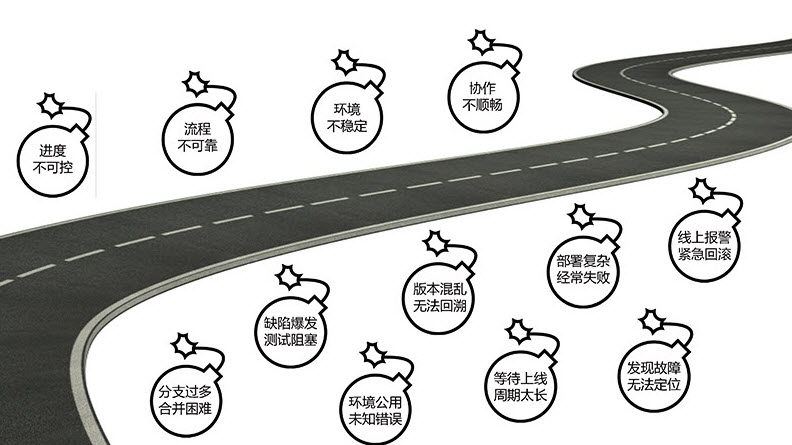 进度
不可控
流程
不可靠
环境
不稳定
协作
不顺畅
分支过多
合并困难
缺陷爆发
测试阻塞
环境公用
未知错误
版本混乱
无法回溯
等待上线
周期太长
部署复杂
经常失败
发现故障
无法定位
线上报警
紧急回滚